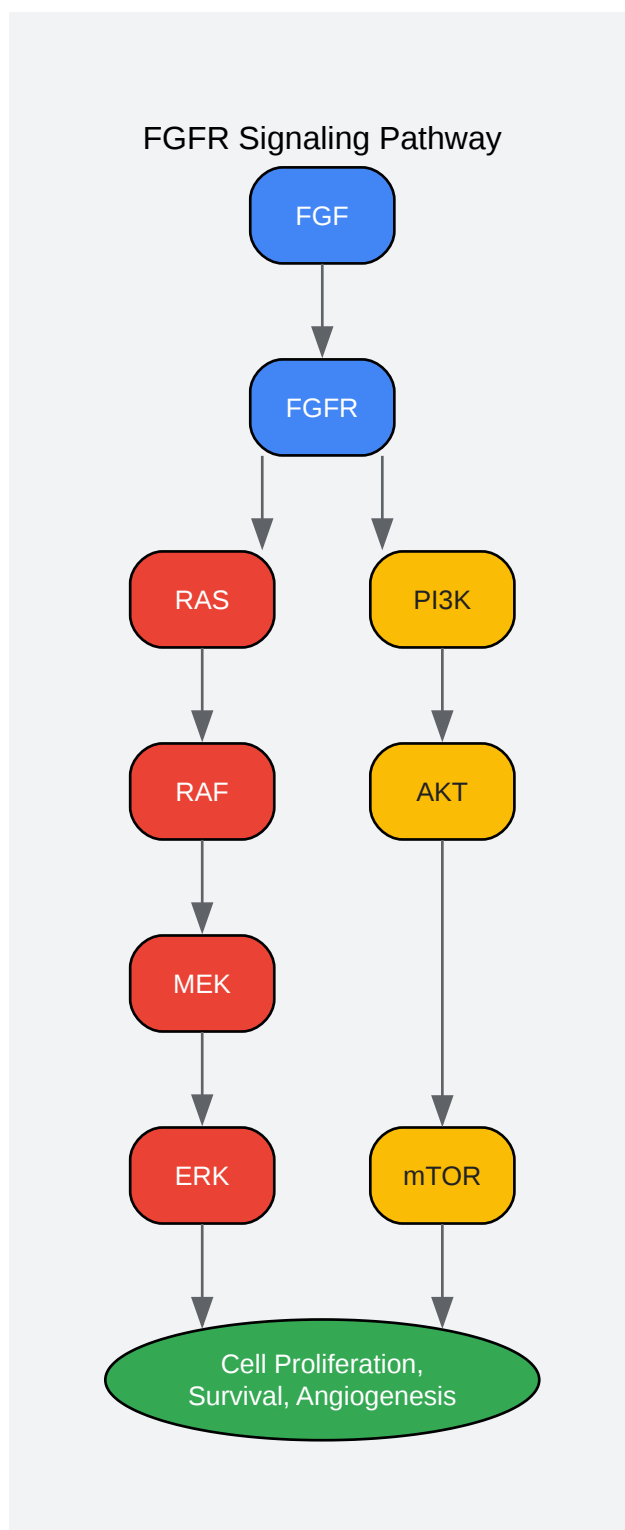 FGFR Signaling Pathway
FGF
FGFR
RAS
PI3K
RAF
AKT
MEK
ERK
mTOR
Cell Proliferation,
Survival, Angiogenesis